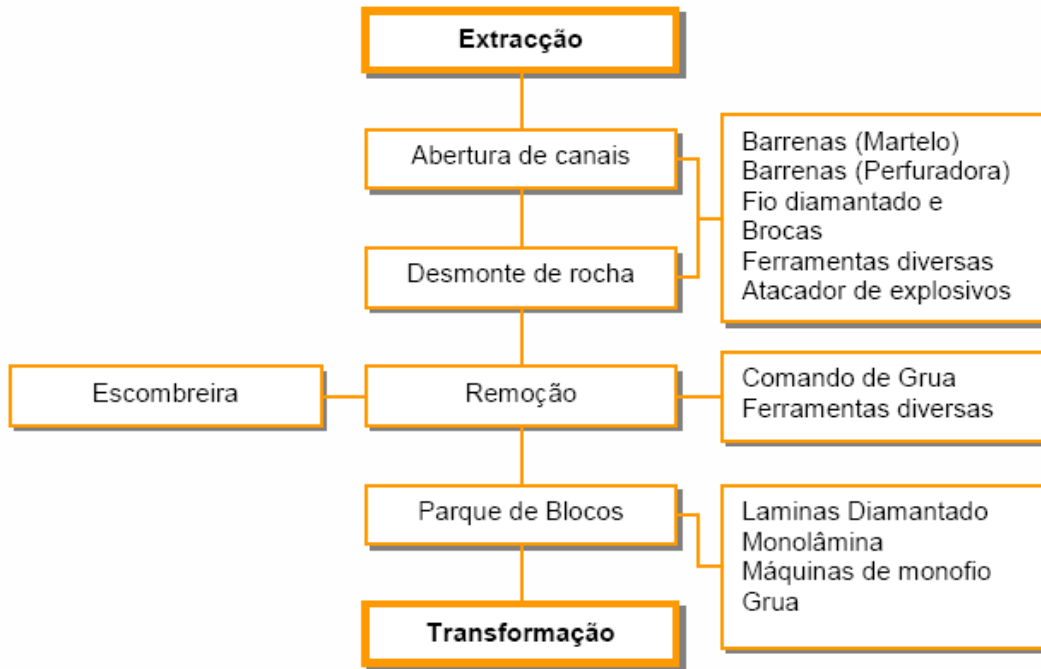 Extracção
Abertura de canais
Barrenas (Martelo)
Barrenas (Perfuradora)
Fio diamantado e
Brocas
Ferramentas diversas
Atacador de explosivos
Desmonte de rocha
Escombreira
Remoção
Comando de Grua
Ferramentas diversas
Parque de Blocos
Laminas Diamantado
Monolâmina
Máquinas de monofio
Grua
Transformação